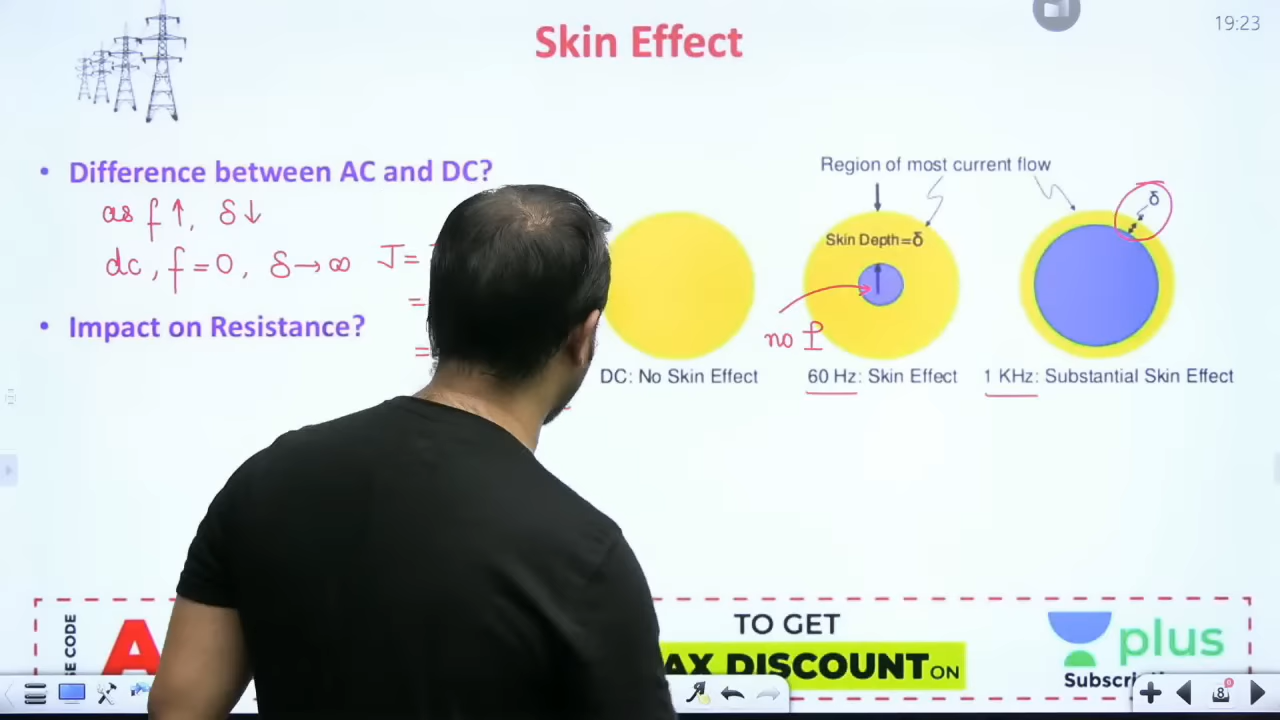 Skin Effect
19:23
• Difference between AC and DC?
as f ↑, δ ↓
dc, f = 0, δ → ∞ J =
=
• Impact on Resistance?
=
Region of most current flow
δ
Skin Depth=δ
no I
DC: No Skin Effect
60 Hz: Skin Effect
1 KHz: Substantial Skin Effect
CODE
A
TO GET
AX DISCOUNT ON
plus
8